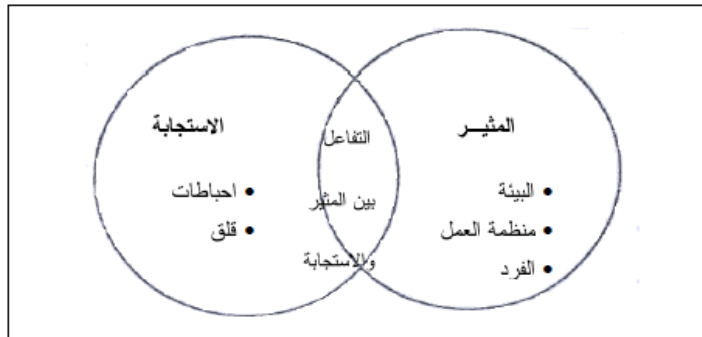 المثيـــر
• البيئة
• منظمة العمل
• الفرد
التفاعل
بين المثير
والاستجابة
الاستجابة
• احباطات
• قلق